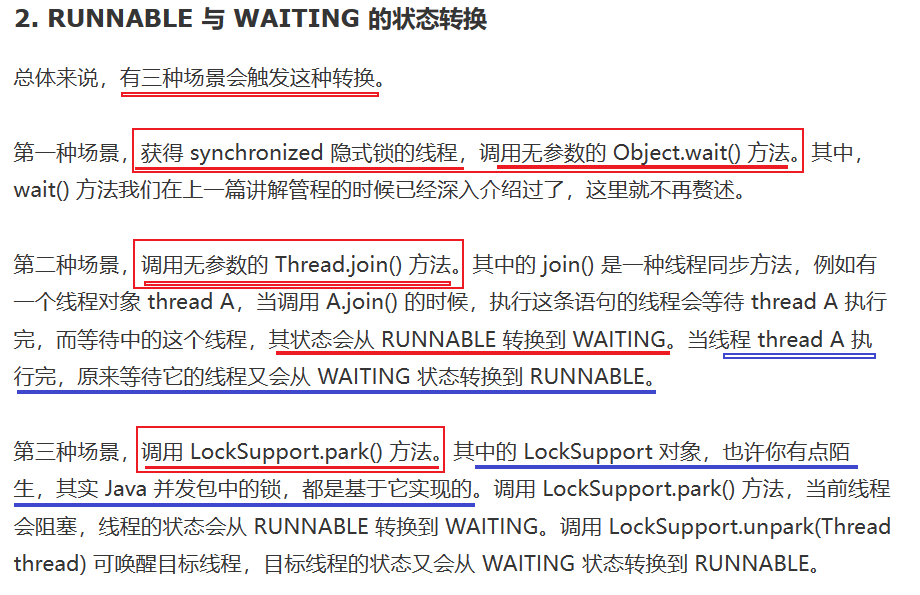 2. RUNNABLE 与 WAITING 的状态转换
总体来说，有三种场景会触发这种转换。
第一种场景，获得 synchronized 隐式锁的线程，调用无参数的 Object.wait() 方法。其中，
wait() 方法我们在上一篇讲解管程的时候已经深入介绍过了，这里就不再赘述。
第二种场景，调用无参数的 Thread.join() 方法。其中的 join() 是一种线程同步方法，例如有
一个线程对象 thread A，当调用 A.join() 的时候，执行这条语句的线程会等待 thread A 执行
完，而等待中的这个线程，其状态会从 RUNNABLE 转换到 WAITING。当线程 thread A 执
行完，原来等待它的线程又会从 WAITING 状态转换到 RUNNABLE。
第三种场景，调用 LockSupport.park() 方法。其中的 LockSupport 对象，也许你有点陌
生，其实 Java 并发包中的锁，都是基于它实现的。调用 LockSupport.park() 方法，当前线程
会阻塞，线程的状态会从 RUNNABLE 转换到 WAITING。调用 LockSupport.unpark(Thread
thread) 可唤醒目标线程，目标线程的状态又会从 WAITING 状态转换到 RUNNABLE。